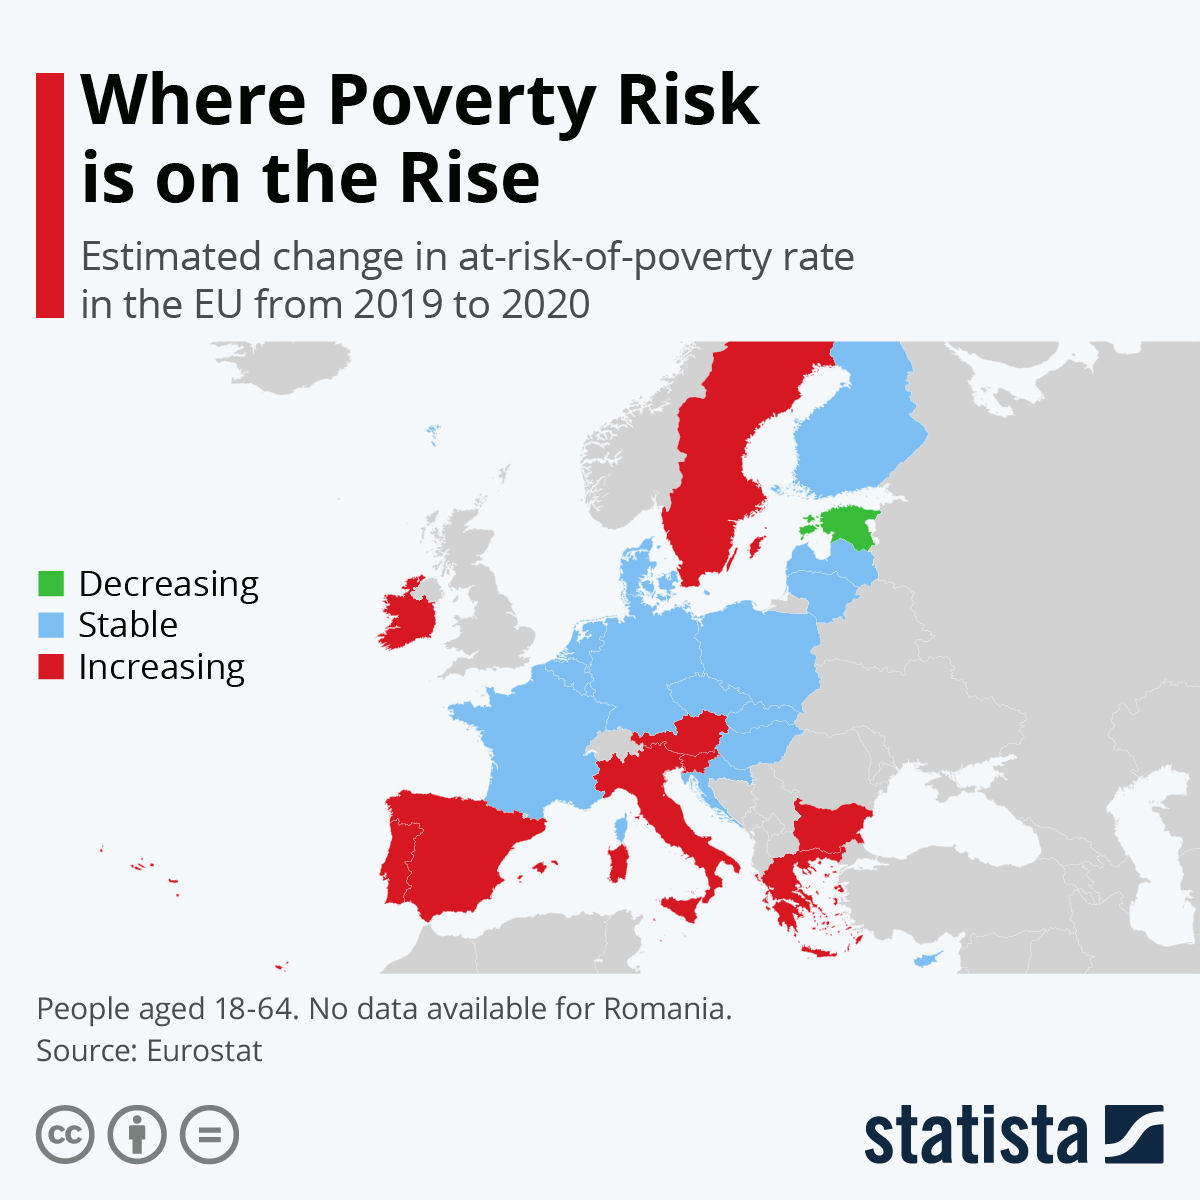 Where Poverty Risk
is on the Rise
Estimated change in at-risk-of-poverty rate
in the EU from 2019 to 2020
Decreasing
Stable
Increasing
People aged 18-64. No data available for Romania.
Source: Eurostat
cc
statista